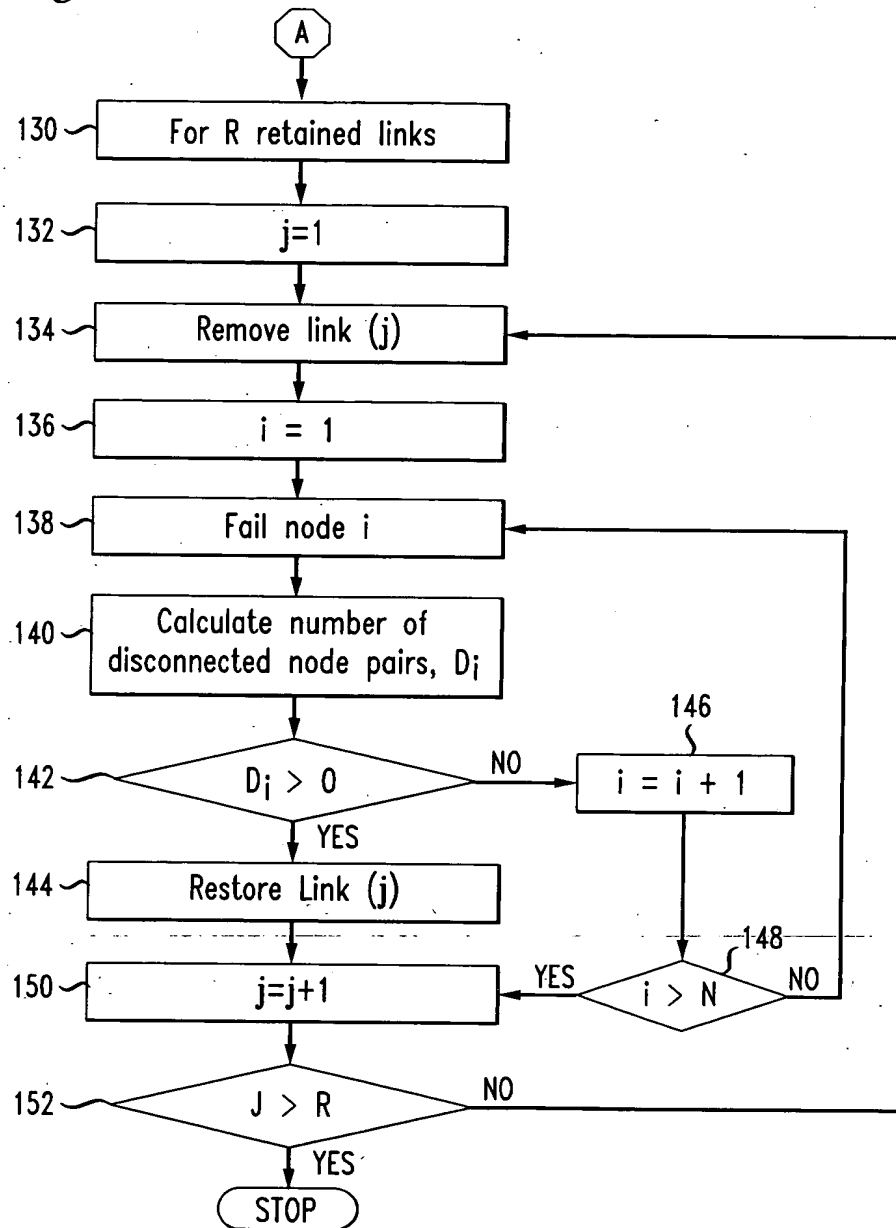 A
130
For R retained links
132
j=1
134
Remove link (j)
136
i = 1
138
Fail node i
140
Calculate number of
disconnected node pairs, Di
142
Di > 0
NO
146
i = i + 1
YES
144
Restore Link (j)
148
i > N
YES
NO
150
j=j+1
152
J > R
NO
YES
STOP